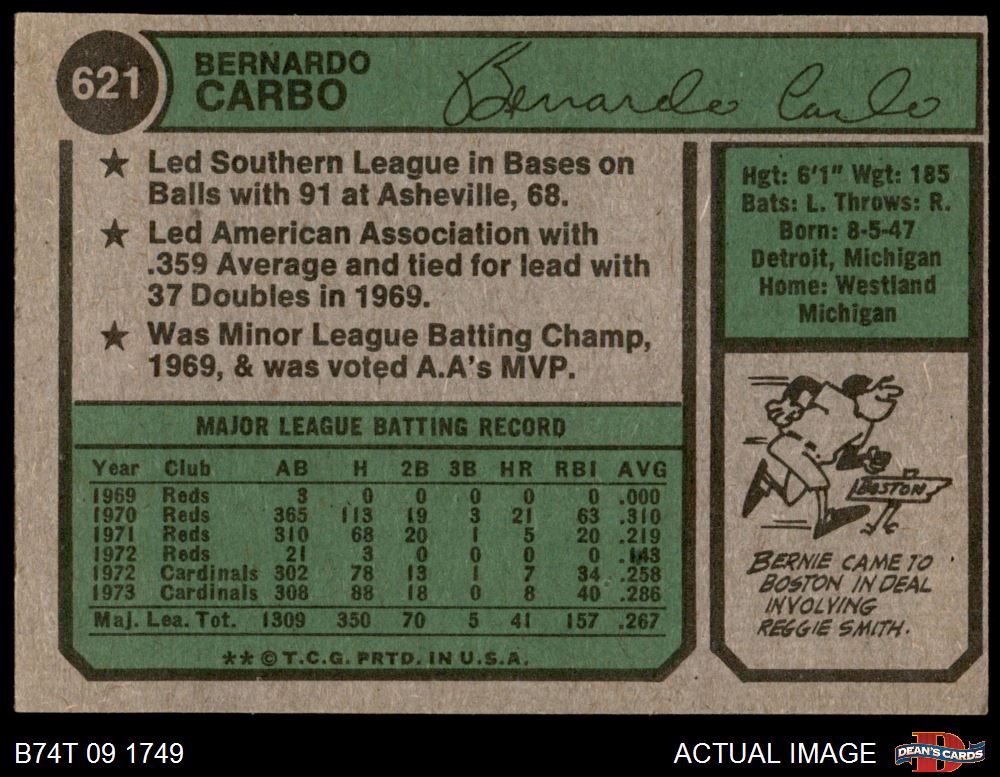 621
BERNARDO
CARBO
Bernardo Carbo
★ Led Southern League in Bases on
Balls with 91 at Asheville, 68.
★ Led American Association with
.359 Average and tied for lead with
37 Doubles in 1969.
★ Was Minor League Batting Champ,
1969, & was voted A.A's MVP.
Hgt: 6'1" Wgt: 185
Bats: L. Throws: R.
Born: 8-5-47
Detroit, Michigan
Home: Westland
Michigan
MAJOR LEAGUE BATTING RECORD
Year Club AB H 2B 3B HR RBI AVG
1969 Reds 3 0 0 0 0 0 .000
1970 Reds 365 113 19 3 21 63 .310
1971 Reds 310 68 20 1 5 20 .219
1972 Reds 21 3 0 0 0 0 .143
1972 Cardinals 302 78 13 1 7 34 .258
1973 Cardinals 308 88 18 0 8 40 .286
Maj. Lea. Tot. 1309 350 70 5 41 157 .267
** © T.C.G. PRTD. IN U.S.A.
BOSTON
BERNIE CAME TO
BOSTON IN DEAL
INVOLVING
REGGIE SMITH.
B74T 09 1749
ACTUAL IMAGE
D
DEAN'S CARDS